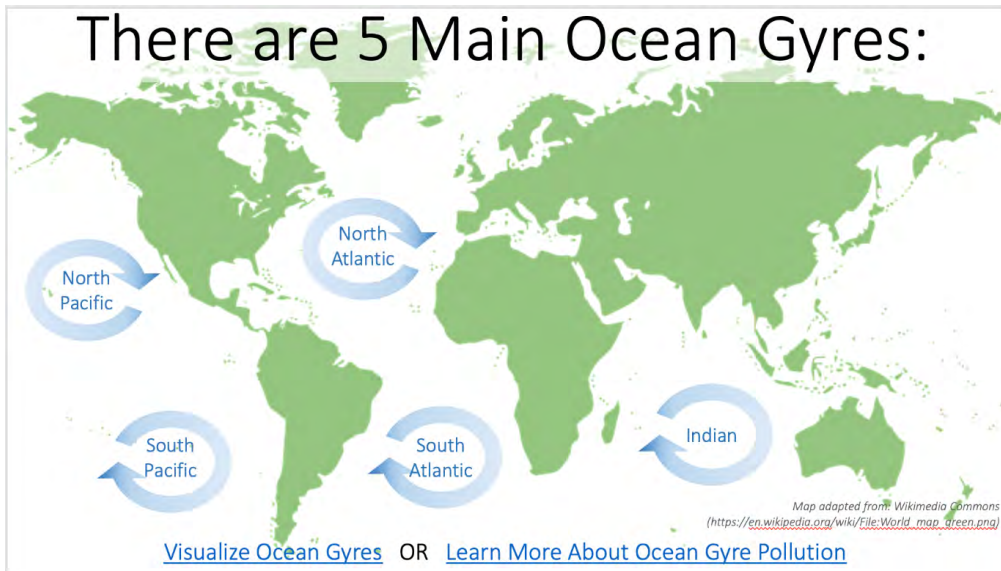 There are 5 Main Ocean Gyres:
North
Atlantic
North
Pacific
South
Pacific
South
Atlantic
Indian
Map adapted from: Wikimedia Commons
(https://en.wikipedia.org/wiki/File:World_map_green.png)
Visualize Ocean Gyres OR Learn More About Ocean Gyre Pollution